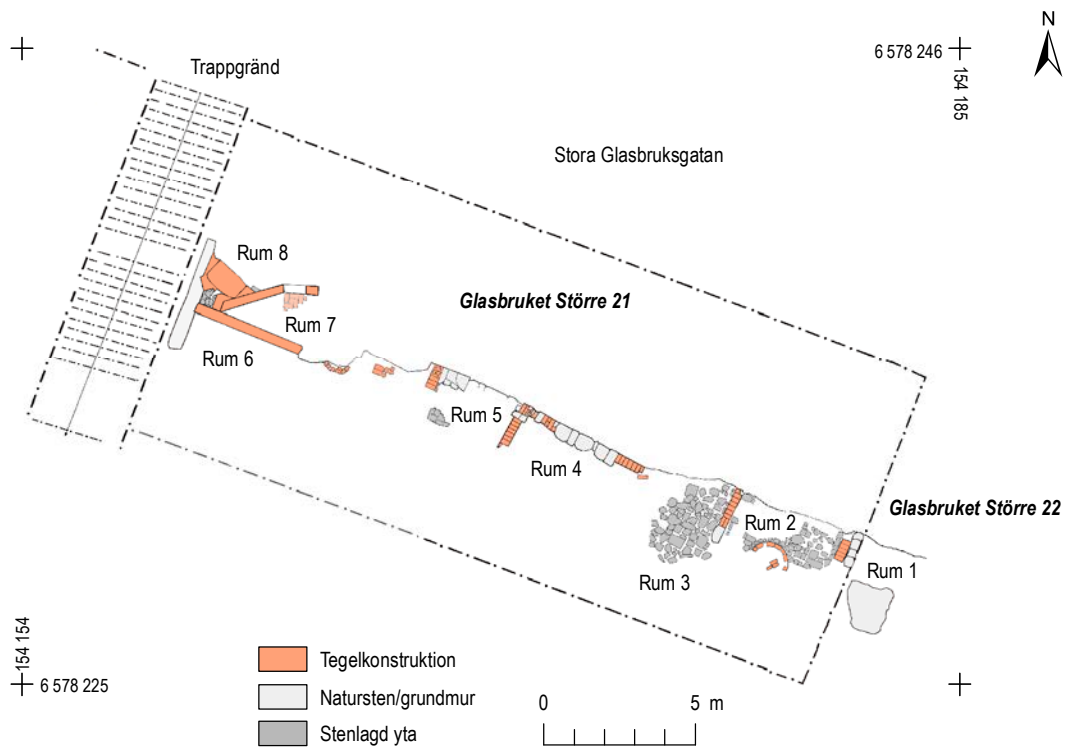 N
6 578 246
154 185
Trappgränd
Stora Glasbruksgatan
Rum 8
Glasbruket Större 21
Rum 7
Rum 6
Rum 5
Rum 4
Glasbruket Större 22
Rum 2
Rum 1
Rum 3
154 154
6 578 225
Tegelkonstruktion
Natursten/grundmur
Stenlagd yta
0 5 m